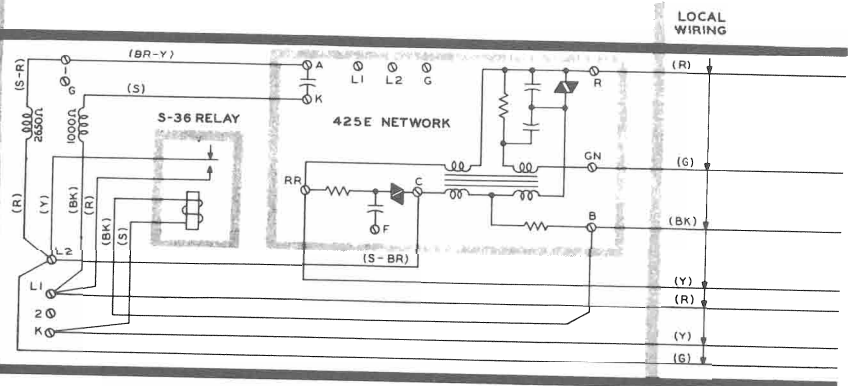 LOCAL
WIRING
(BR-Y)
(S-R)
1
G
(S)
S-36 RELAY
2650Ω
1000Ω
A
K
L1
L2
G
425E NETWORK
R
(R)
GN
(G)
RR
C
F
B
(BK)
(S-BR)
(R)
(Y)
(BK)
(R)
(BK)
(S)
L2
L1
2
K
(Y)
(R)
(Y)
(G)